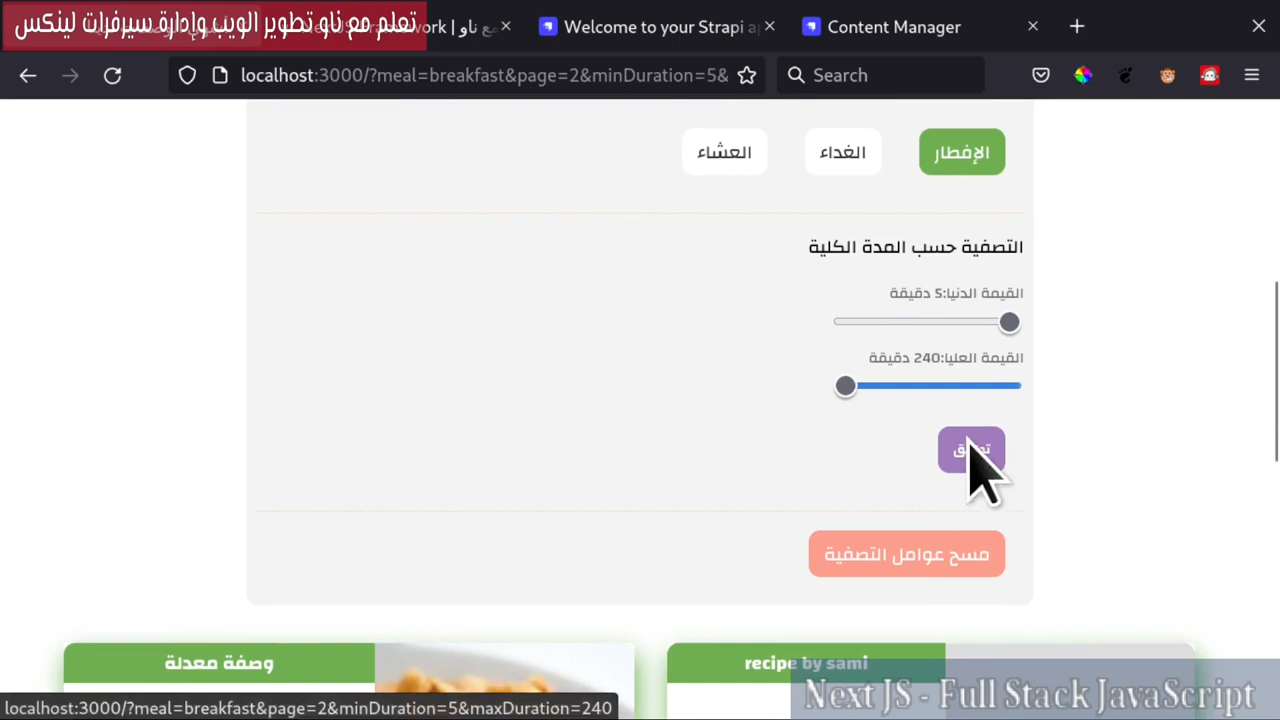 تعلم مع ناو تطوير الويب وإدارة سيرفرات لينكس
Welcome to your Strapi a
Content Manager
localhost:3000/?meal=breakfast&page=2&minDuration=5&
Search
الإفطار
الغداء
العشاء
التصفية حسب المدة الكلية
القيمة الدنيا:5 دقيقة
القيمة العليا:240 دقيقة
مسح عوامل التصفية
وصفة معدلة
recipe by sami
Next JS - Full Stack JavaScript
localhost:3000/?meal=breakfast&page=2&minDuration=5&maxDuration=240